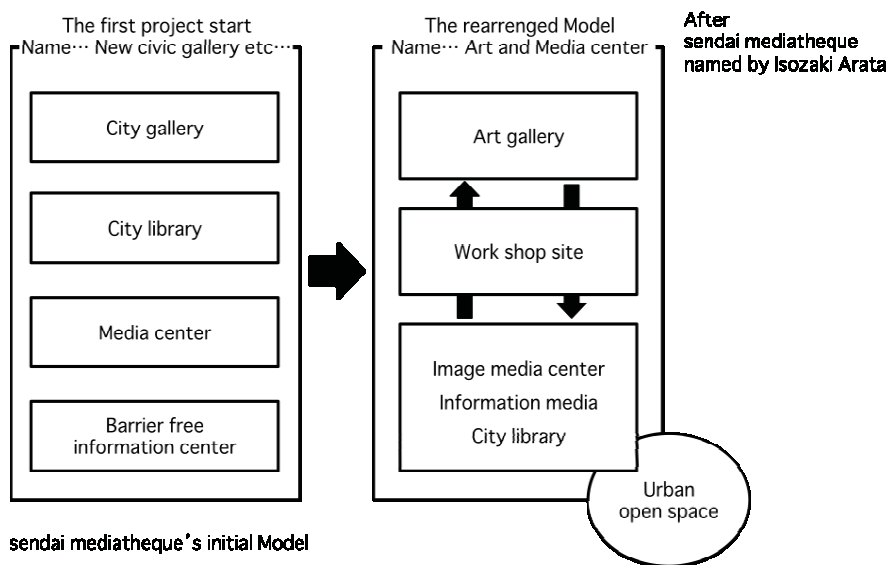 The first project start
Name… New civic gallery etc…
City gallery
City library
Media center
Barrier free
information center
sendai mediatheque's initial Model
The rearrenged Model
Name… Art and Media center
Art gallery
Work shop site
Image media center
Information media
City library
Urban
open space
After
sendai mediatheque
named by Isozaki Arata